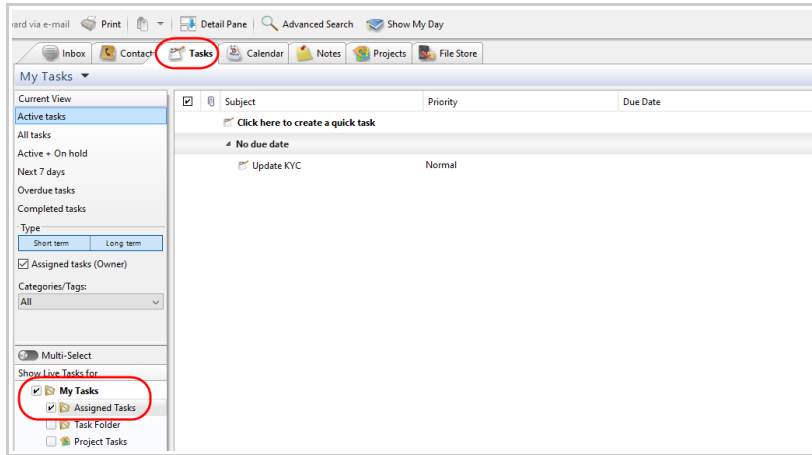 ard via e-mail Print Detail Pane Advanced Search Show My Day
Inbox Contact Tasks Calendar Notes Projects File Store
My Tasks
Current View
Subject Priority Due Date
Active tasks
Click here to create a quick task
All tasks
No due date
Active + On hold
Update KYC Normal
Next 7 days
Overdue tasks
Completed tasks
Type
Short term Long term
Assigned tasks (Owner)
Categories/Tags:
All
Multi-Select
Show Live Tasks for
My Tasks
Assigned Tasks
Task Folder
Project Tasks